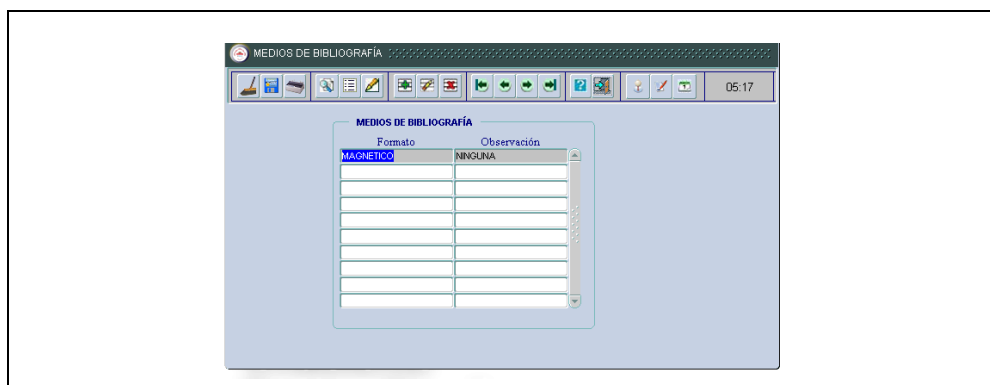 MEDIOS DE BIBLIOGRAFÍA
05:17
MEDIOS DE BIBLIOGRAFÍA
Formato Observación
MAGNETICO NINGUNA